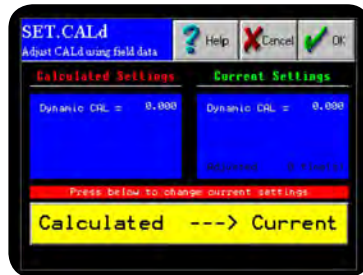 SET.CALd
Adjust CALd using field data
? Help
Cancel
OK
Calculated Settings
Current Settings
Dynamic CAL = 0.000
Dynamic CAL = 0.000
Press below to change current settings
Calculated ---> Current